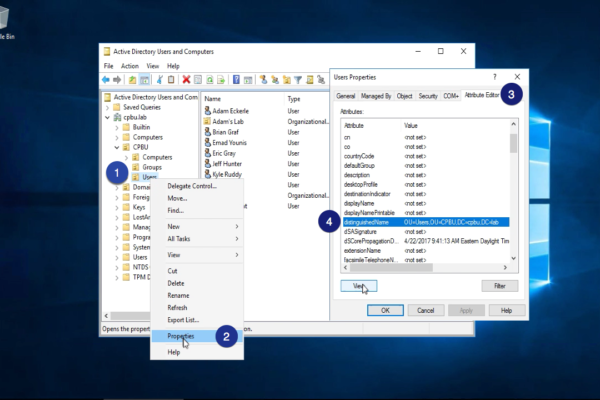 le Bin
Active Directory Users and Computers
File Action View Help
Active Directory Users and Com
Saved Queries
cpbu.lab
Builtin
Computers
CPBU
Computers
Groups
Users
Domai
Foreig
Keys
LostAn
Manag
Progra
System
Users
NTDS
TPM D
Name Type
Adam Eckerle User
Adam's Lab Organizational...
Brian Graf User
Emad Younis User
Eric Gray User
Jeff Hunter User
Kyle Ruddy User
Organizational...
User
User
User
Opens the propert on.
1
Delegate Control...
Move...
Find...
New
All Tasks
View
Cut
Delete
Rename
Refresh
Export List...
Properties
Help
2
Users Properties
? 
General Managed By Object Security COM+ Attribute Editor
3
Attributes:
Attribute Value
cn <not set>
co <not set>
countryCode <not set>
defaultGroup <not set>
description <not set>
desktopProfile <not set>
destinationIndicator <not set>
displayName <not set>
displayNamePrintable <not set>
4
distinguishedName OU=Users,OU=CPBU,DC=cpbu,DC=lab
dSASignature <not set>
dSCorePropagationD... 4/22/2017 9:41:13 AM Eastern Daylight Tim
extensionName <not set>
facsimileTelephoneN... <not set>
View Filter
OK Cancel Apply Help